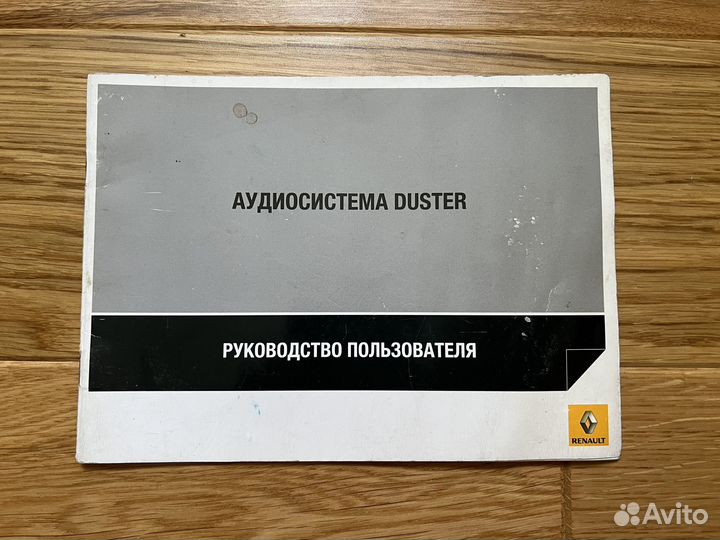 АУДИОСИСТЕМА DUSTER
РУКОВОДСТВО ПОЛЬЗОВАТЕЛЯ
RENAULT
Avito